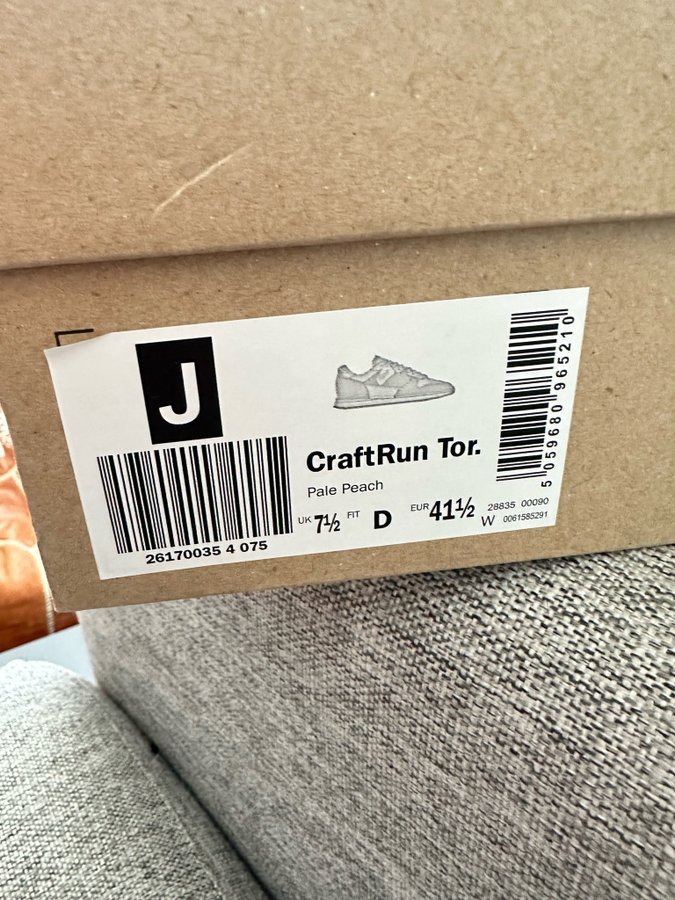 J
26170035 4 075
CraftRun Tor.
Pale Peach
UK 7½ FIT D EUR 41½
28835 00090
W 0061585291
5 059680 965210